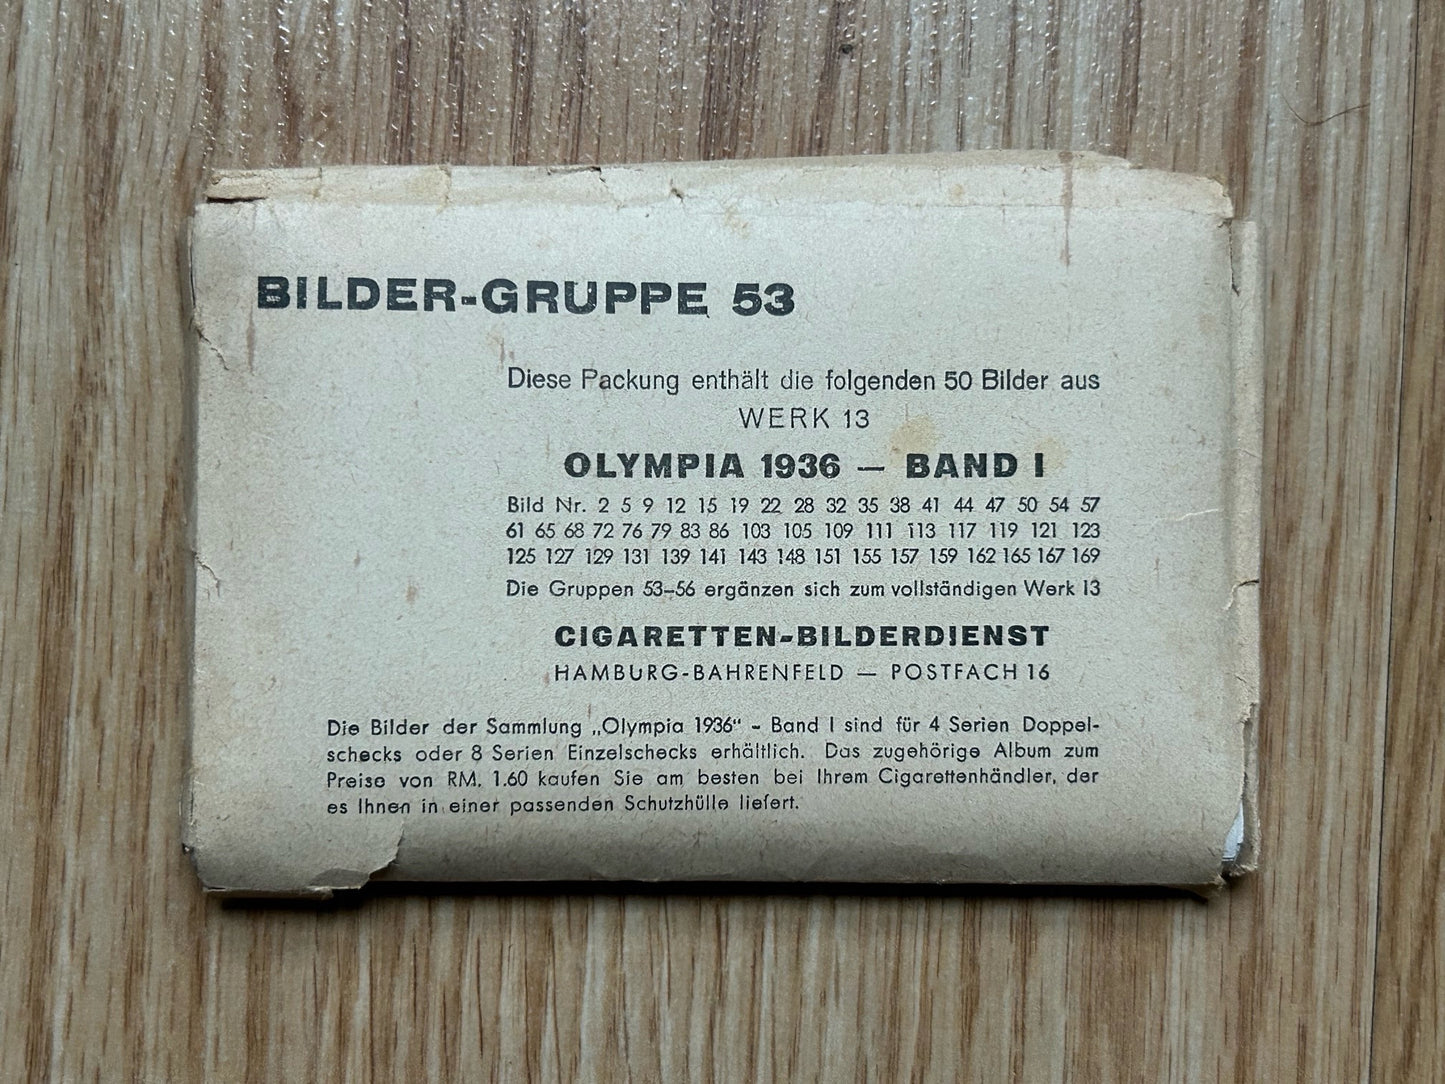 BILDER-GRUPPE 53
Diese Packung enthält die folgenden 50 Bilder aus
WERK 13
OLYMPIA 1936 — BAND I
Bild Nr. 2 5 9 12 15 19 22 28 32 35 38 41 44 47 50 54 57
61 65 68 72 76 79 83 86 103 105 109 111 113 117 119 121 123
125 127 129 131 139 141 143 148 151 155 157 159 162 165 167 169
Die Gruppen 53–56 ergänzen sich zum vollständigen Werk 13
CIGARETTEN-BILDERDIENST
HAMBURG-BAHRENFELD — POSTFACH 16
Die Bilder der Sammlung „Olympia 1936“ - Band I sind für 4 Serien Doppel-
schecks oder 8 Serien Einzelschecks erhältlich. Das zugehörige Album zum
Preise von RM. 1.60 kaufen Sie am besten bei Ihrem Cigarettenhändler, der
es Ihnen in einer passenden Schutzhülle liefert.